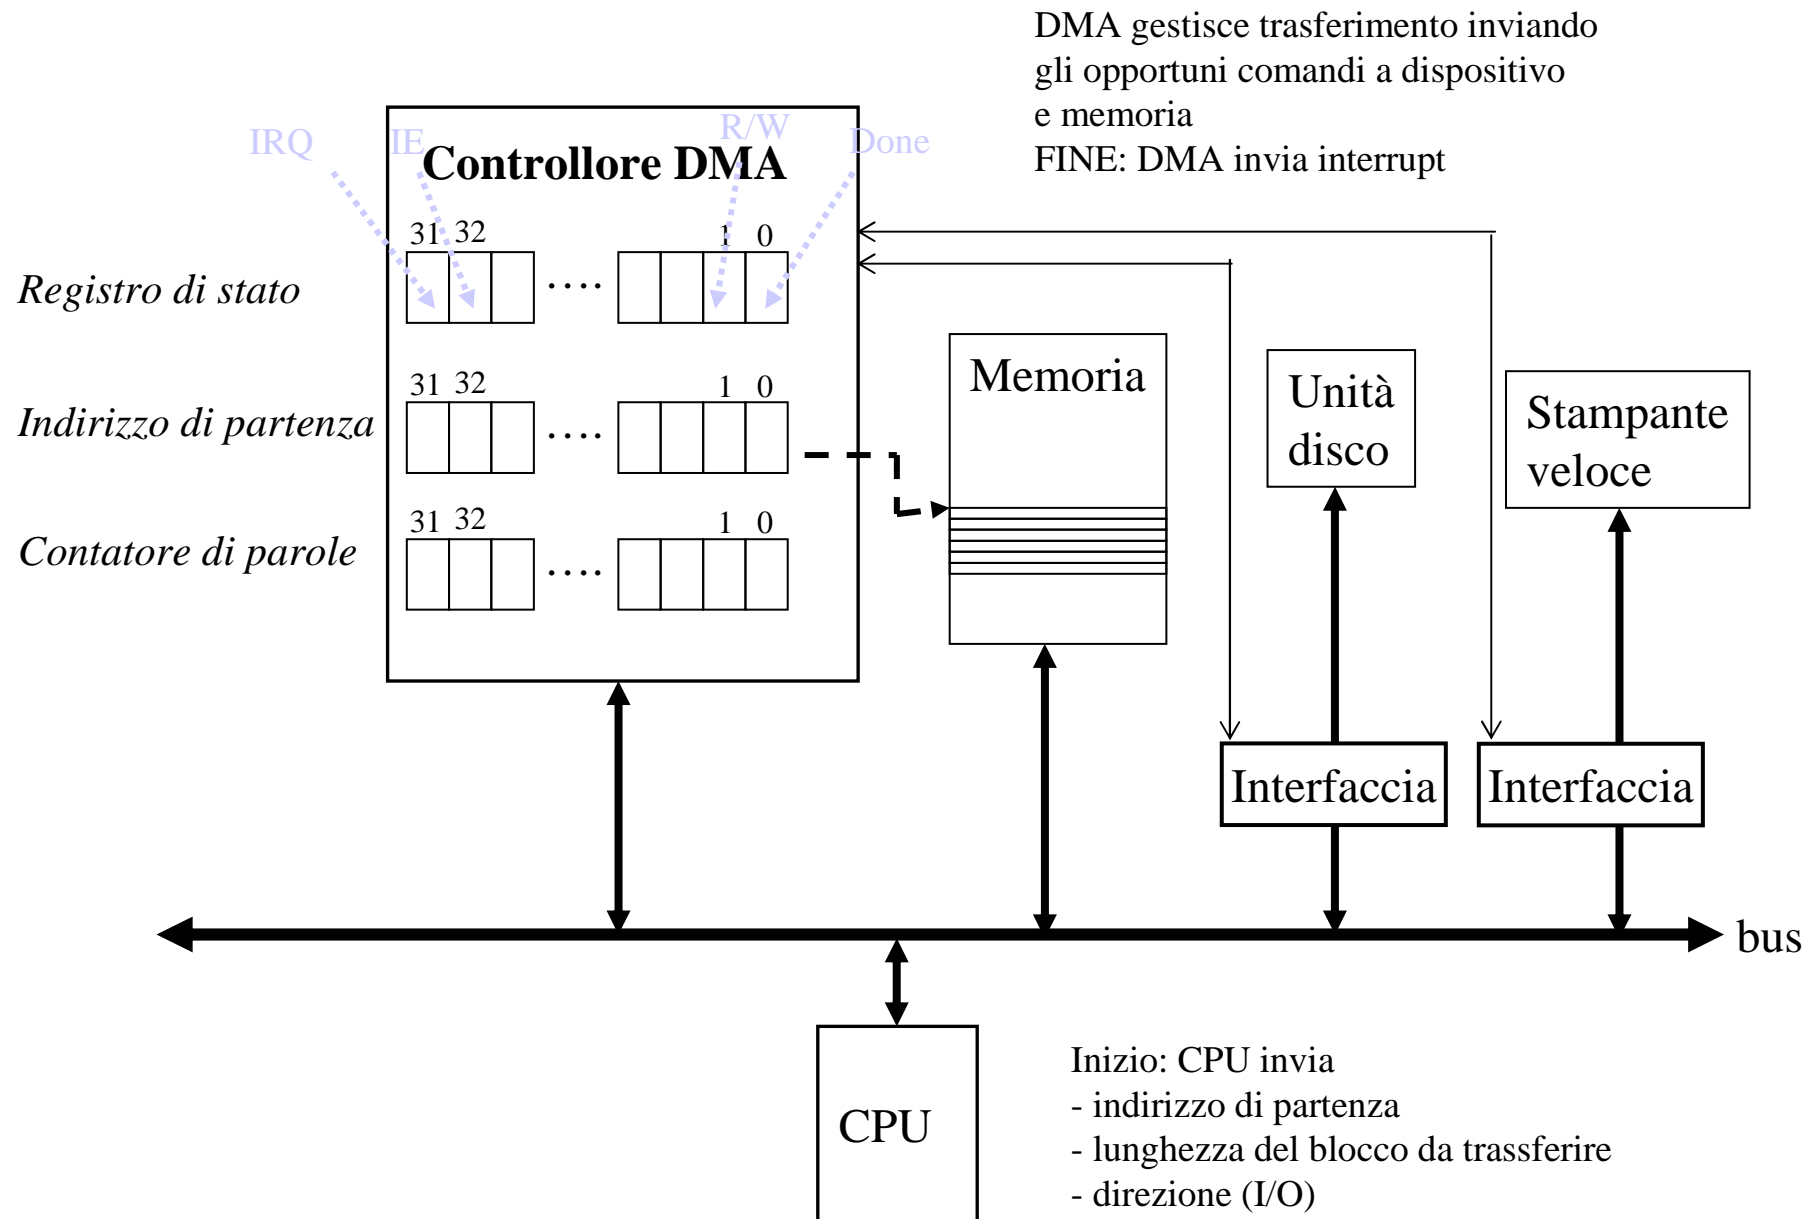 DMA gestisce trasferimento inviando
gli opportuni comandi a dispositivo
e memoria
FINE: DMA invia interrupt
IRQ IE R/W Done
Controllore DMA
31 32 1 0
Registro di stato ....
31 32 1 0
Indirizzo di partenza ....
31 32 1 0
Contatore di parole ....
Memoria
Unità
disco
Stampante
veloce
Interfaccia
Interfaccia
bus
CPU
Inizio: CPU invia
- indirizzo di partenza
- lunghezza del blocco da trassferire
- direzione (I/O)